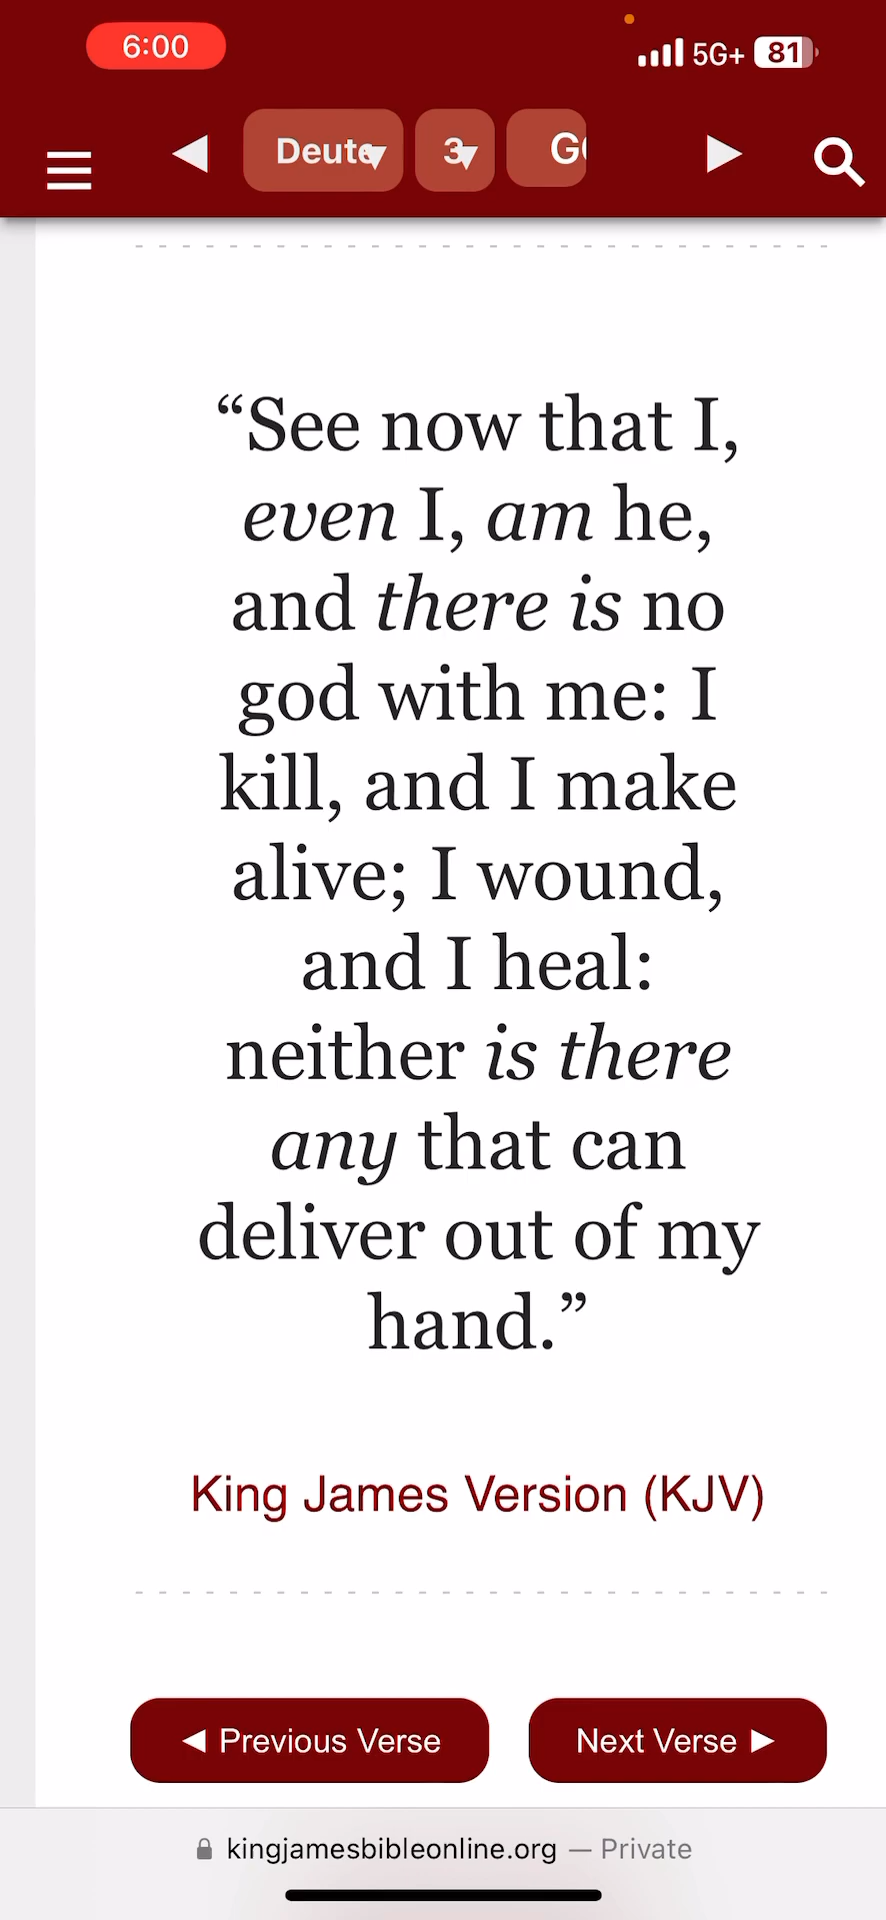 6:00 5G+ 81
Deute 3 G
“See now that I,
even I, am he,
and there is no
god with me: I
kill, and I make
alive; I wound,
and I heal:
neither is there
any that can
deliver out of my
hand.”
King James Version (KJV)
◀ Previous Verse Next Verse ▶
kingjamesbibleonline.org — Private